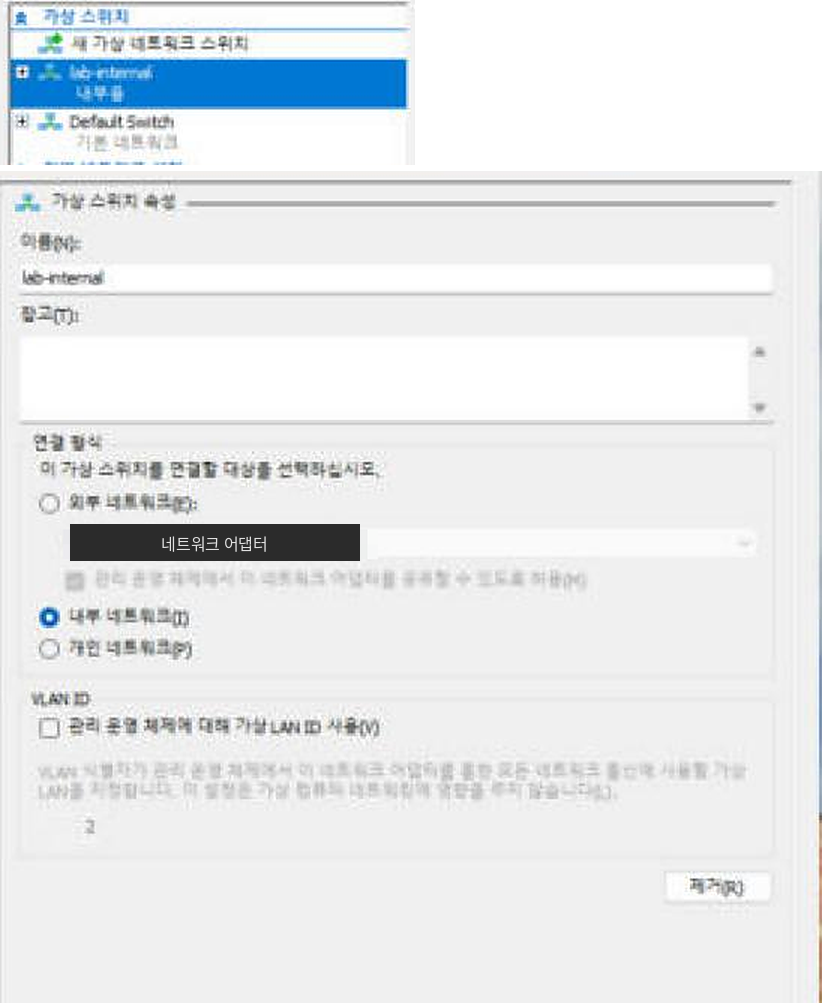 가상 스위치
새 가상 네트워크 스위치
lab-internal
내부용
Default Switch
기본 네트워크
가상 스위치 속성
이름(N):
lab-internal
참고(T):
연결 형식
이 가상 스위치를 연결할 대상을 선택하십시오.
외부 네트워크(E):
네트워크 어댑터
관리 운영 체제에서 이 네트워크 어댑터를 공유할 수 있도록 허용(M)
내부 네트워크(I)
개인 네트워크(P)
VLAN ID
관리 운영 체제에 대해 가상 LAN ID 사용(V)
VLAN 식별자가 관리 운영 체제에서 이 네트워크 어댑터를 통한 모든 네트워크 통신에 사용할 가상
LAN을 지정합니다. 이 설정은 가상 컴퓨터 네트워킹에 영향을 주지 않습니다(L).
2
제거(R)